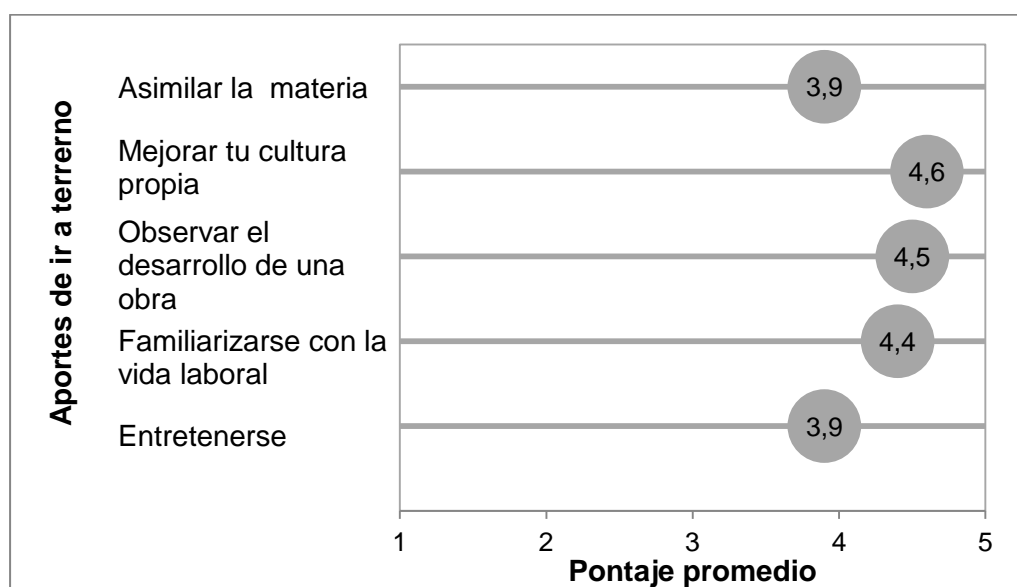 Aportes de ir a terrerno
Asimilar la materia
3,9
Mejorar tu cultura
propia
4,6
Observar el
desarrollo de una
obra
4,5
Familiarizarse con la
vida laboral
4,4
Entretenerse
3,9
1 2 3 4 5
Pontaje promedio